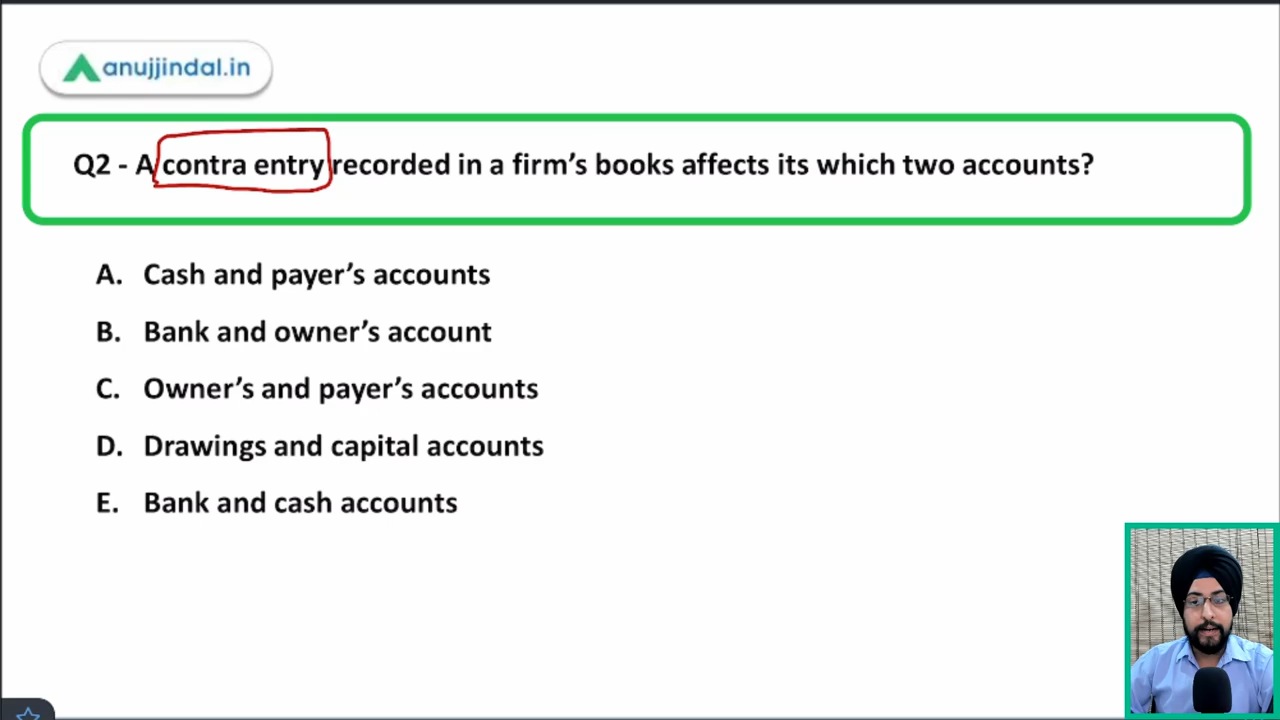 anujjindal.in
Q2 - A contra entry recorded in a firm's books affects its which two accounts?
A. Cash and payer's accounts
B. Bank and owner's account
C. Owner's and payer's accounts
D. Drawings and capital accounts
E. Bank and cash accounts